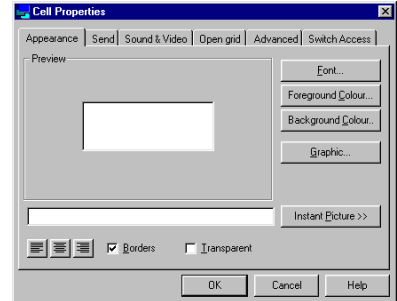 Cell Properties
Appearance Send Sound & Video Open grid Advanced Switch Access
Preview
Font...
Foreground Colour...
Background Colour..
Graphic...
Instant Picture >>
Borders Transparent
OK Cancel Help